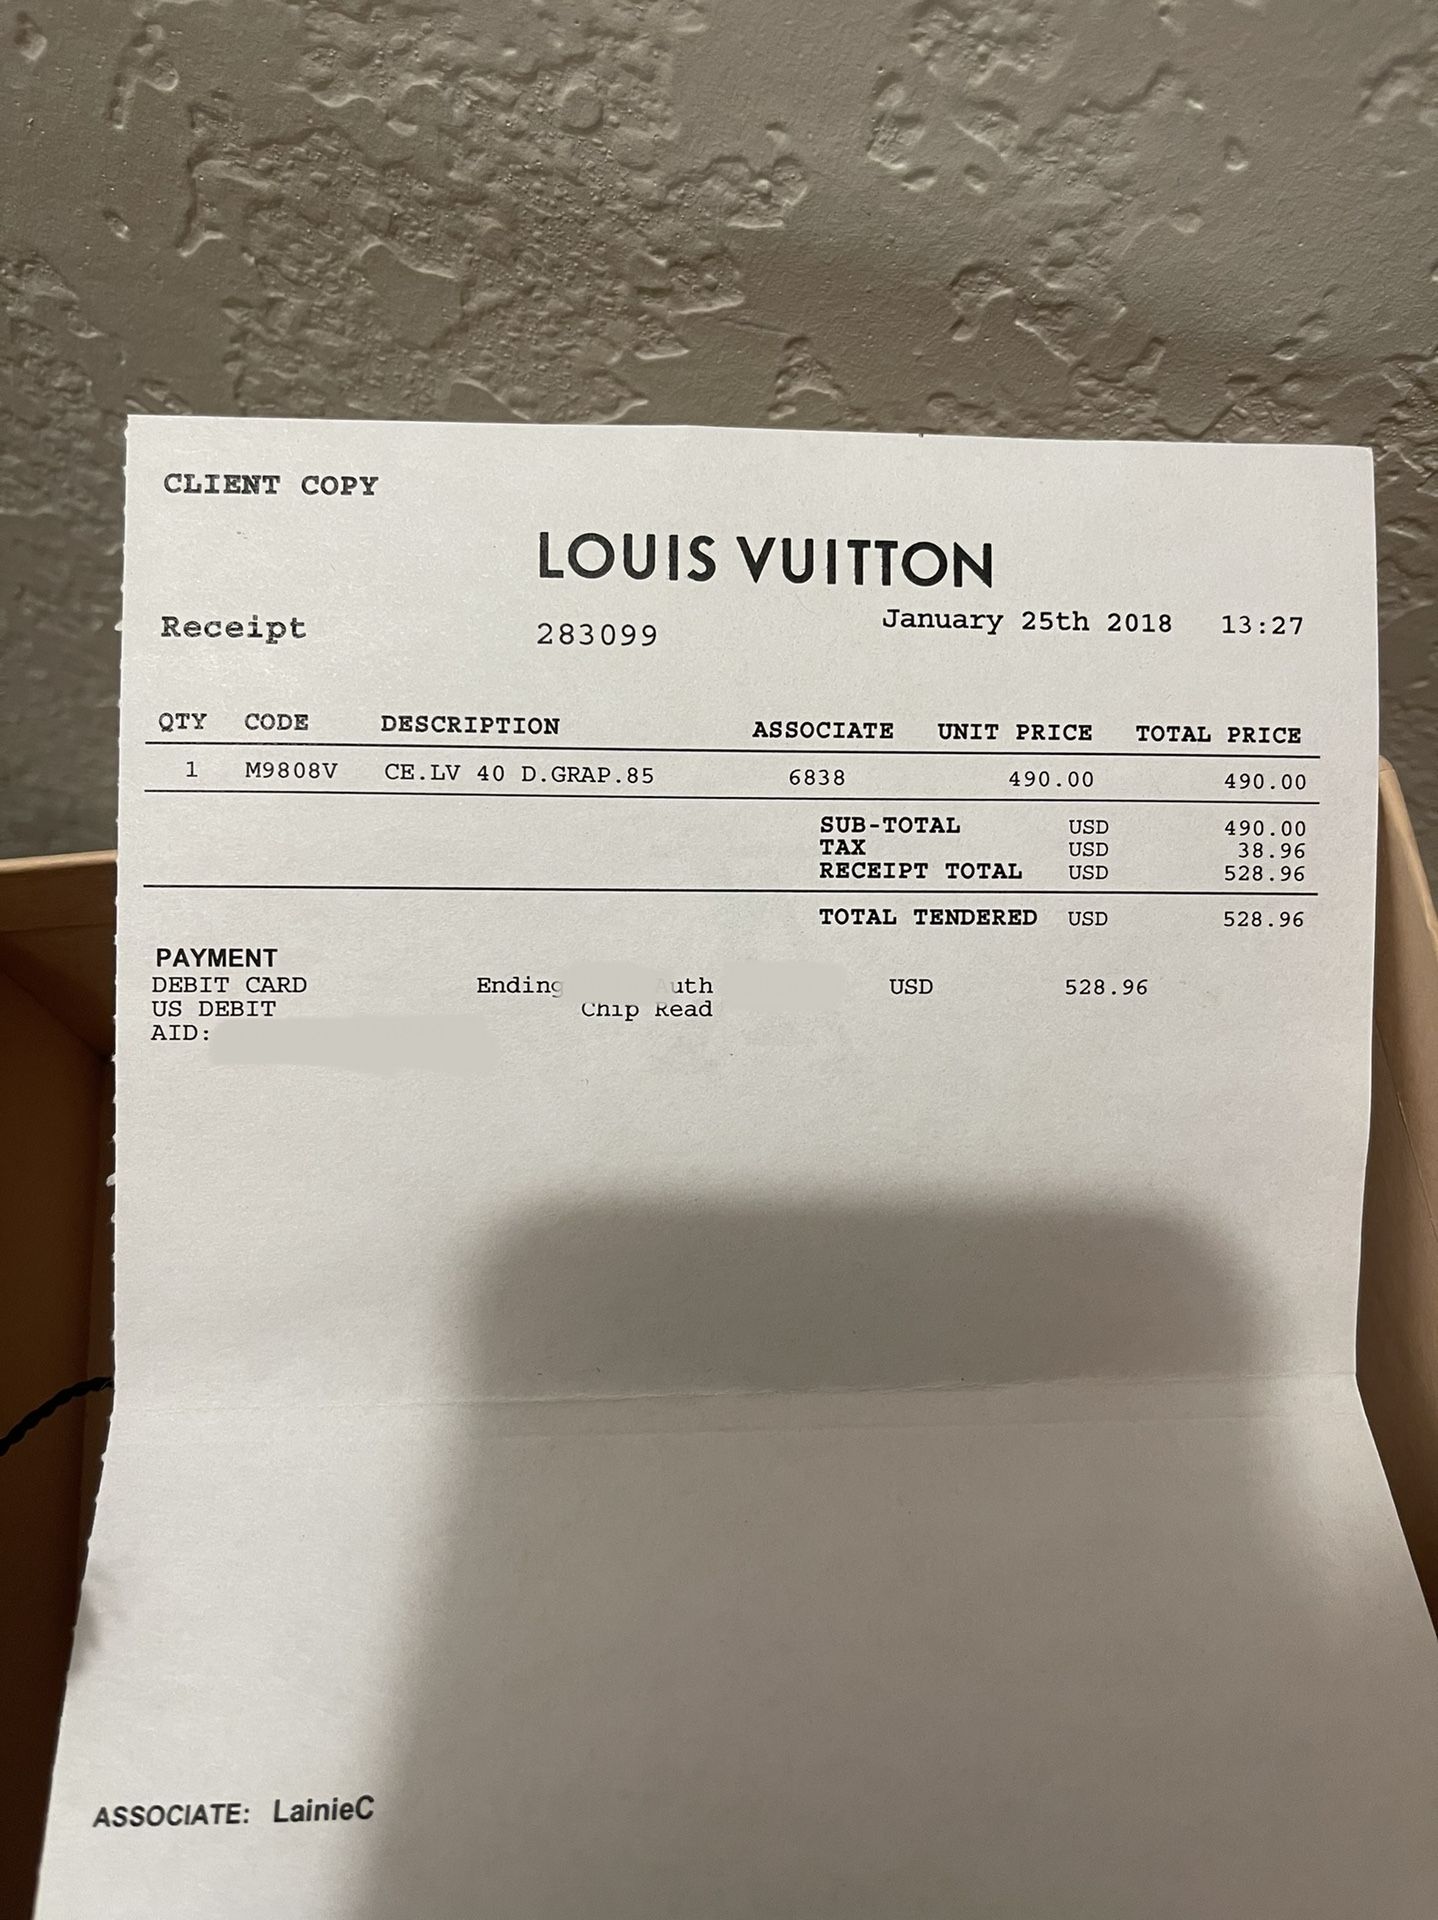 CLIENT COPY
LOUIS VUITTON
Receipt 283099 January 25th 2018 13:27
QTY CODE DESCRIPTION ASSOCIATE UNIT PRICE TOTAL PRICE
1 M9808V CE.LV 40 D.GRAP.85 6838 490.00 490.00
SUB-TOTAL USD 490.00
TAX USD 38.96
RECEIPT TOTAL USD 528.96
TOTAL TENDERED USD 528.96
PAYMENT
DEBIT CARD Ending Auth USD 528.96
US DEBIT Chip Read
AID:
ASSOCIATE: LainieC